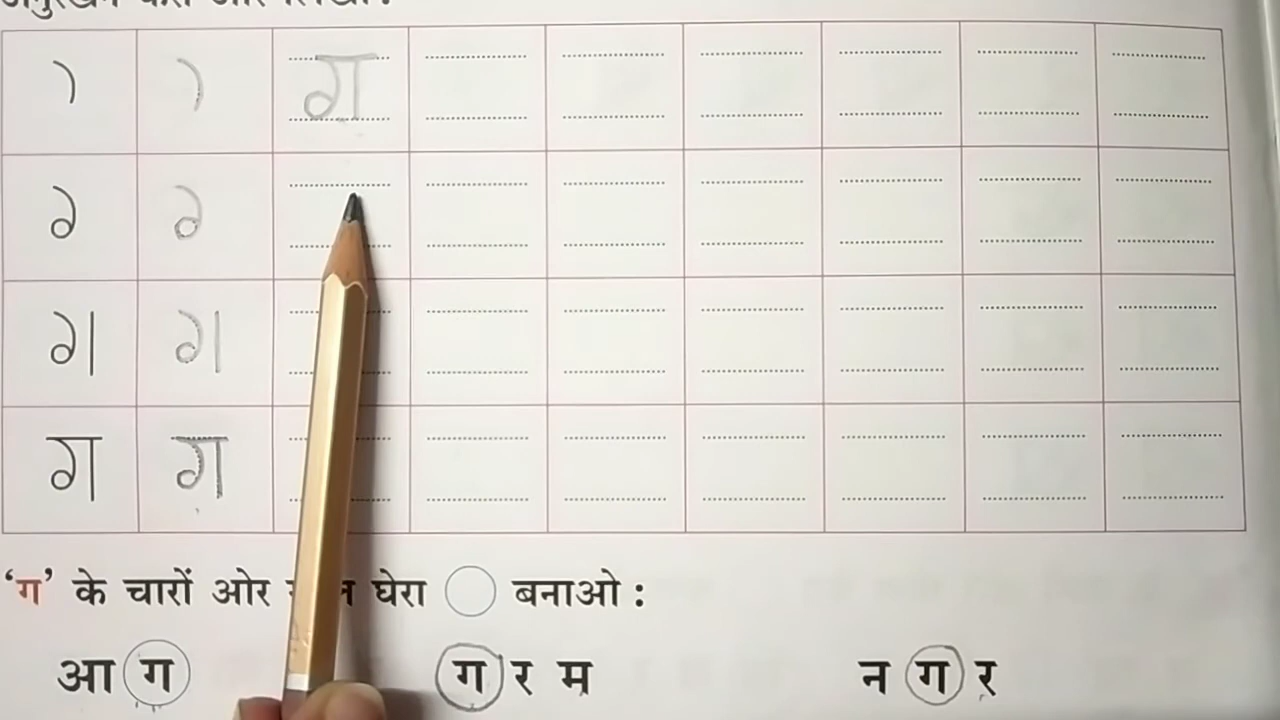 ग
ग ग
'ग' के चारों ओर घेरा बनाओ :
आ ग ग र म न ग र